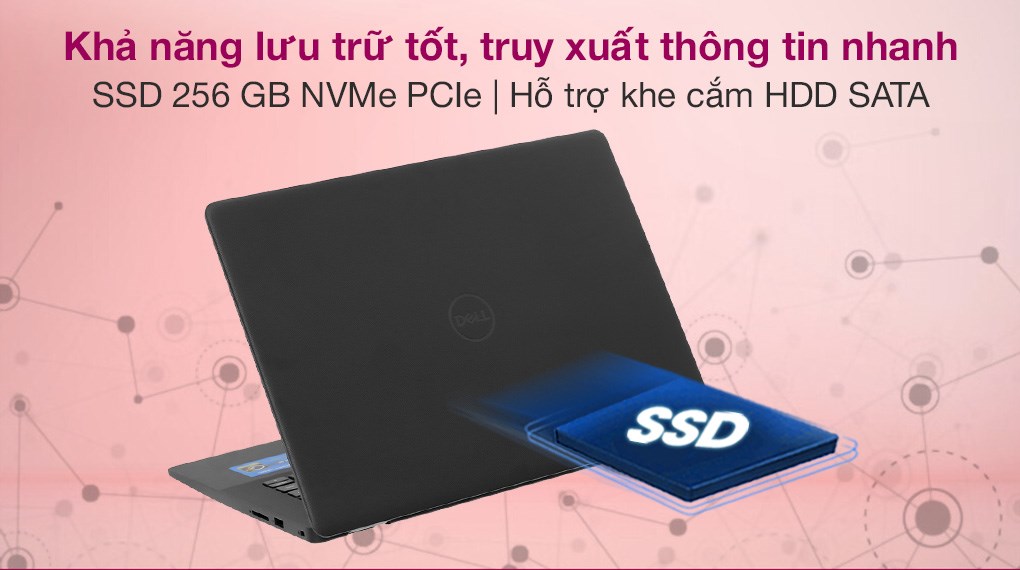 Khả năng lưu trữ tốt, truy xuất thông tin nhanh
SSD 256 GB NVMe PCIe | Hỗ trợ khe cắm HDD SATA
DELL
SSD